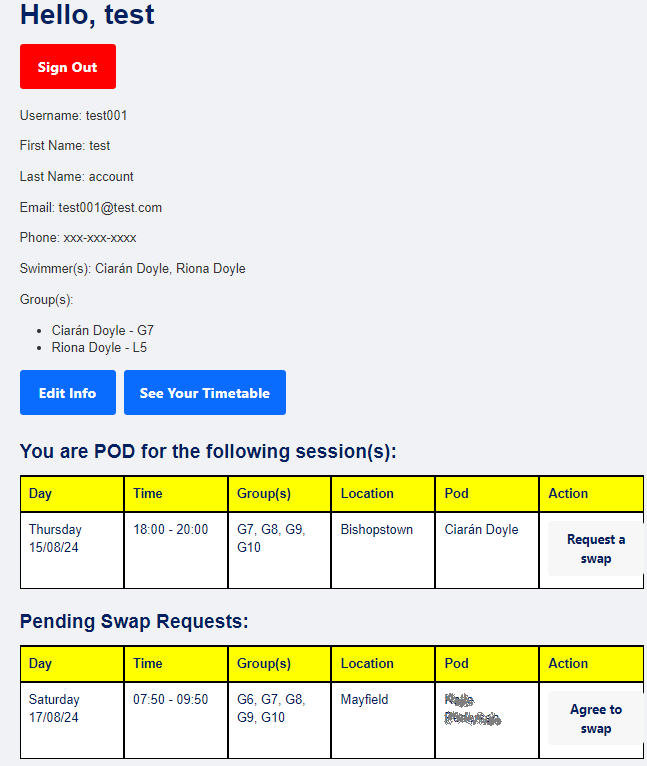 Hello, test
Sign Out
Username: test001
First Name: test
Last Name: account
Email: test001@test.com
Phone: xxx-xxx-xxxx
Swimmer(s): Ciarán Doyle, Riona Doyle
Group(s):
• Ciarán Doyle - G7
• Riona Doyle - L5
Edit Info See Your Timetable
You are POD for the following session(s):
Day Time Group(s) Location Pod Action
Thursday 18:00 - 20:00 G7, G8, G9, Bishopstown Ciarán Doyle Request a
15/08/24 G10 swap
Pending Swap Requests:
Day Time Group(s) Location Pod Action
Saturday 07:50 - 09:50 G6, G7, G8, Mayfield Agree to
17/08/24 G9, G10 swap